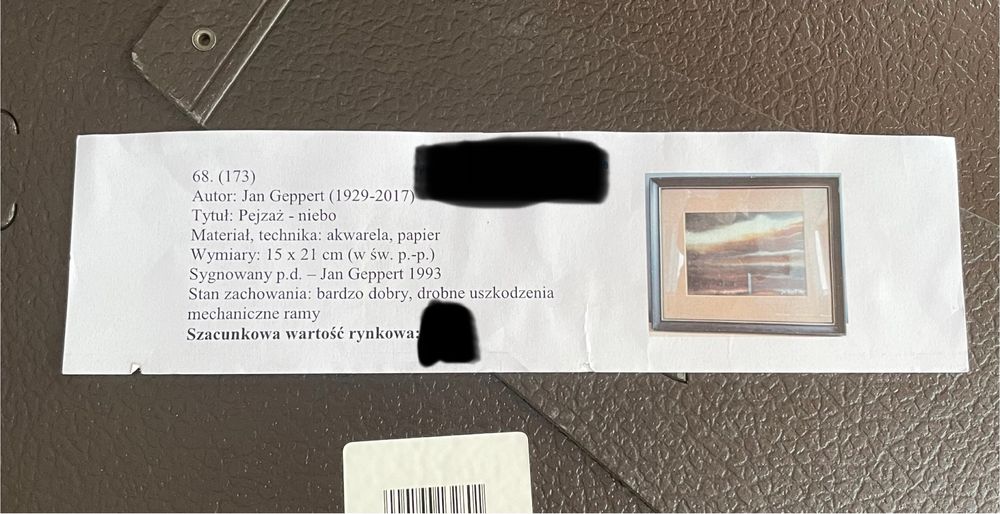 68. (173)
Autor: Jan Geppert (1929-2017)
Tytuł: Pejzaż - niebo
Materiał, technika: akwarela, papier
Wymiary: 15 x 21 cm (w św. p.-p.)
Sygnowany p.d. – Jan Geppert 1993
Stan zachowania: bardzo dobry, drobne uszkodzenia
mechaniczne ramy
Szacunkowa wartość rynkowa: